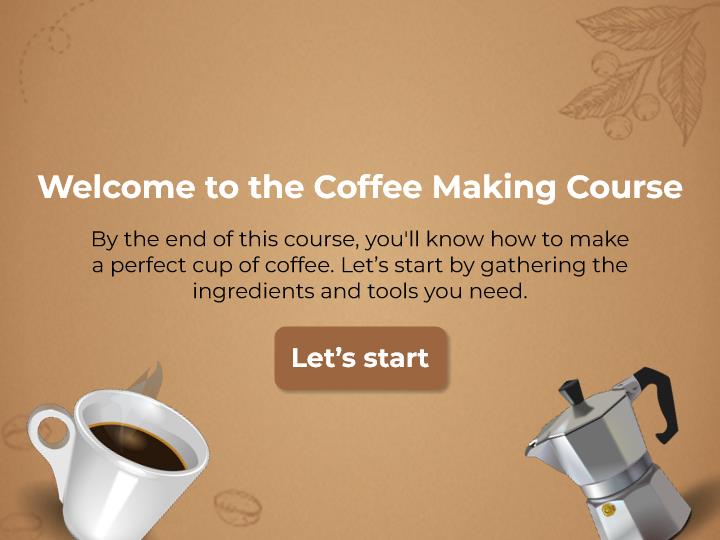 Welcome to the Coffee Making Course
By the end of this course, you'll know how to make
a perfect cup of coffee. Let’s start by gathering the
ingredients and tools you need.
Let’s start